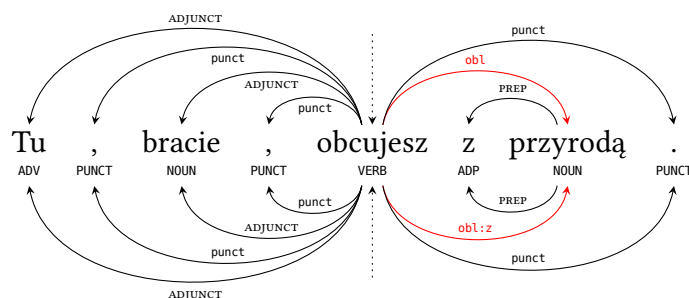 ADJUNCT
punct punct
obl
ADJUNCT PREP
punct
Tu , bracie , obcujesz z przyrodą .
ADV PUNCT NOUN PUNCT VERB ADP NOUN PUNCT
punct PREP
ADJUNCT obl:z
punct punct
ADJUNCT